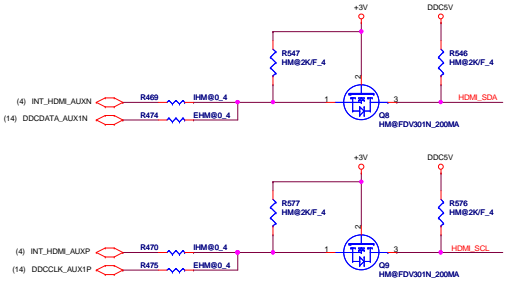 +3V DDC5V
R547 R546
HM@2K/F_4 HM@2K/F_4
2
(4) INT_HDMI_AUXN R469 IHM@0_4 1 3 HDMI_SDA
(14) DDCDATA_AUX1N R474 EHM@0_4 Q8
HM@FDV301N_200MA
+3V DDC5V
R577 R576
HM@2K/F_4 HM@2K/F_4
2
(4) INT_HDMI_AUXP R470 IHM@0_4 1 3 HDMI_SCL
(14) DDCCLK_AUX1P R475 EHM@0_4 Q9
HM@FDV301N_200MA